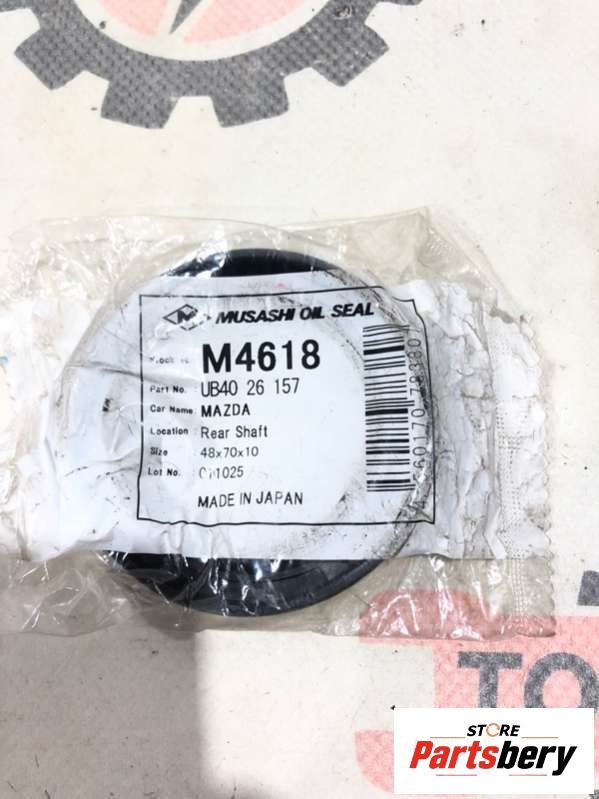 MUSASHI OIL SEAL
M4618
Part No. UB40 26 157
Car Name: MAZDA
Location : Rear Shaft
Size : 48x70x10
Lot No. :
MADE IN JAPAN
TO
STORE
Partsbery